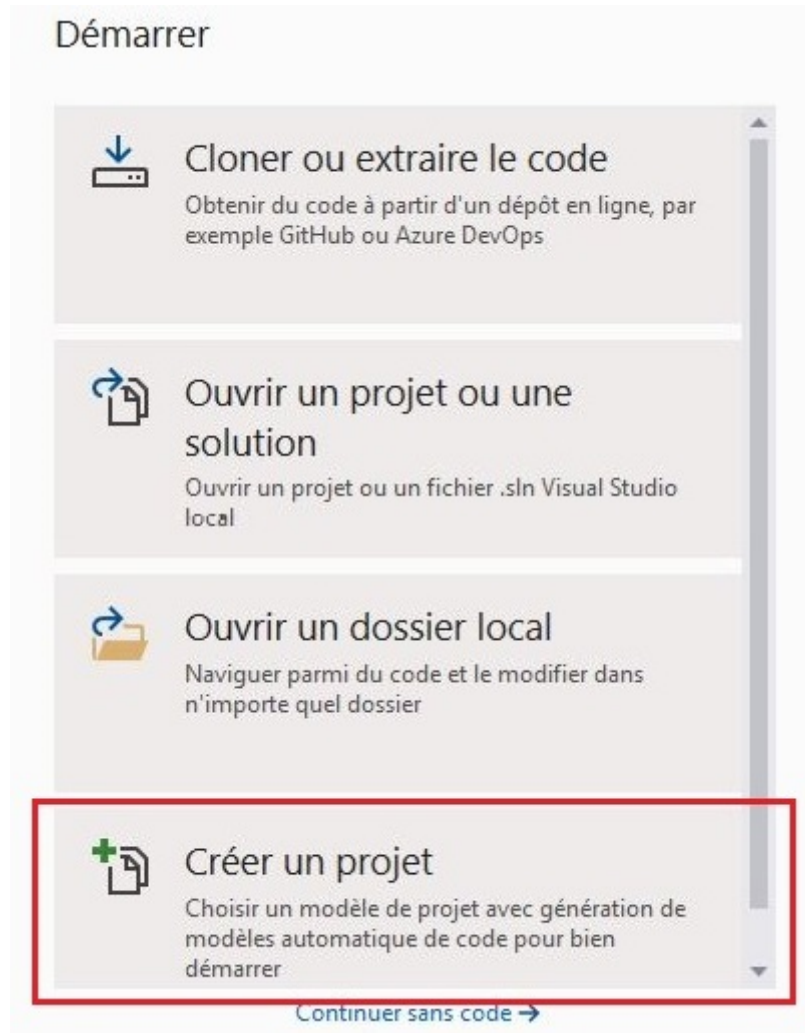 Démarrer
Cloner ou extraire le code
Obtenir du code à partir d'un dépôt en ligne, par
exemple GitHub ou Azure DevOps
Ouvrir un projet ou une
solution
Ouvrir un projet ou un fichier .sln Visual Studio
local
Ouvrir un dossier local
Naviguer parmi du code et le modifier dans
n'importe quel dossier
Créer un projet
Choisir un modèle de projet avec génération de
modèles automatique de code pour bien
démarrer
Continuer sans code →